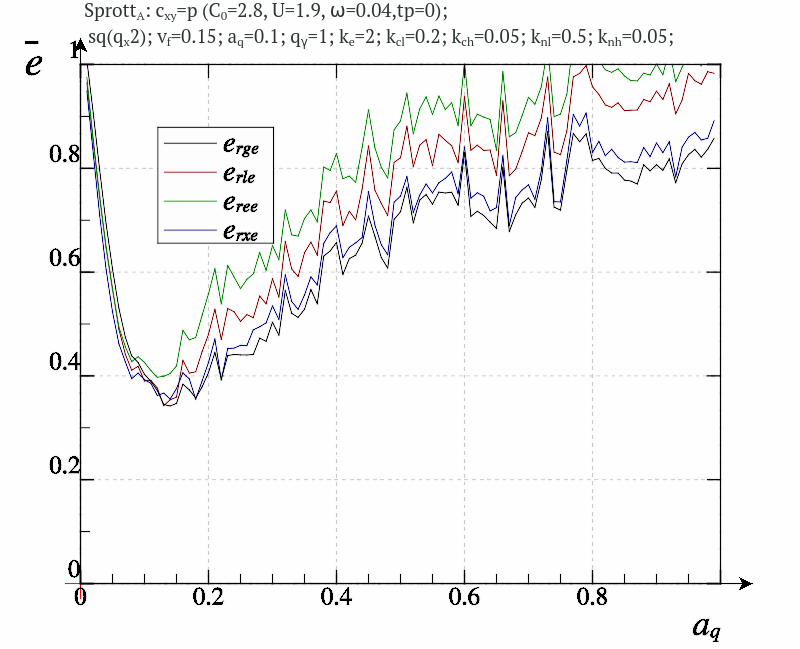 Sprott_A: c_xy=p (C_0=2.8, U=1.9, ω=0.04,tp=0);
sq(q_x2); v_f=0.15; a_q=0.1; q_γ=1; k_e=2; k_cl=0.2; k_ch=0.05; k_nl=0.5; k_nh=0.05;
ē
1
e_rge
e_rle
e_ree
e_rxe
0.8
0.6
0.4
0.2
0
0 0.2 0.4 0.6 0.8
a_q